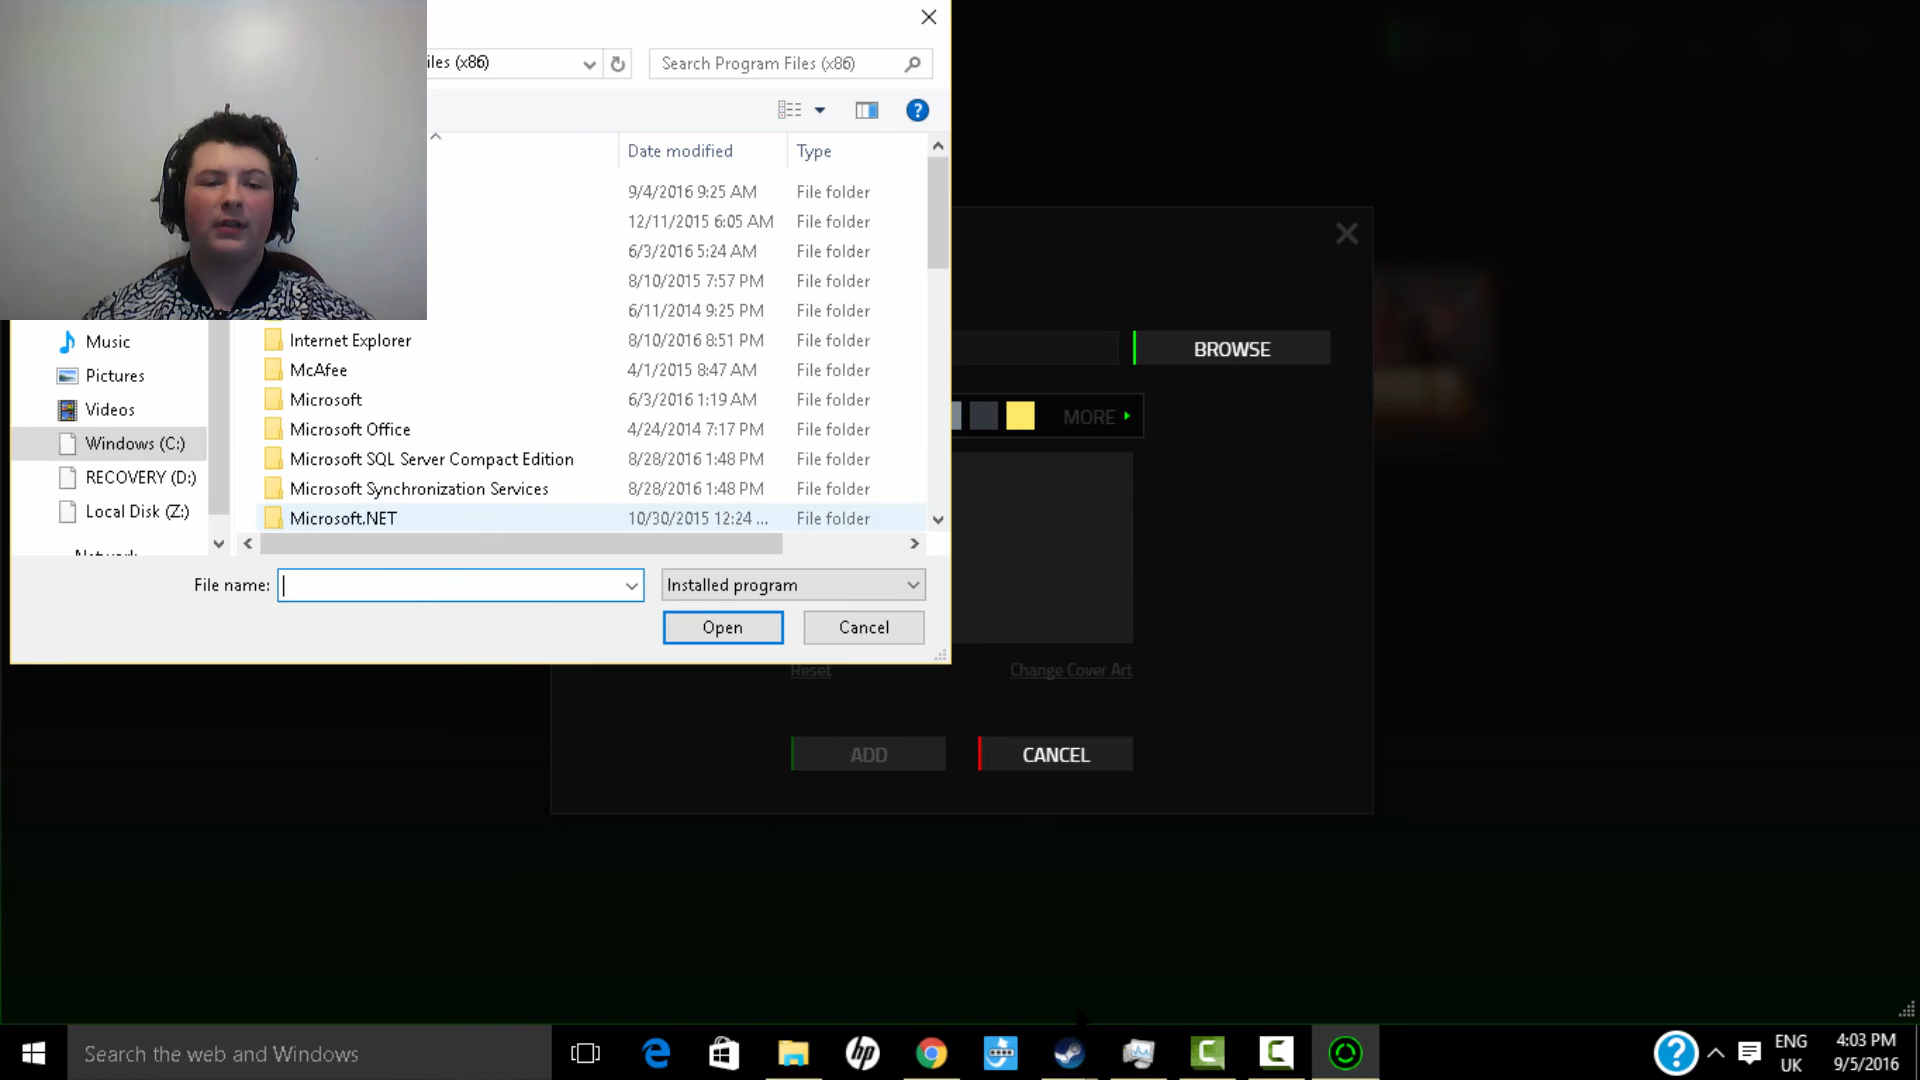 iles (x86)
Search Program Files (x86)
Date modified Type
9/4/2016 9:25 AM File folder
12/11/2015 6:05 AM File folder
6/3/2016 5:24 AM File folder
8/10/2015 7:57 PM File folder
6/11/2014 9:25 PM File folder
Music
Pictures
Videos
Windows (C:)
RECOVERY (D:)
Local Disk (Z:)
Network
Internet Explorer 8/10/2016 8:51 PM File folder
McAfee 4/1/2015 8:47 AM File folder
Microsoft 6/3/2016 1:19 AM File folder
Microsoft Office 4/24/2014 7:17 PM File folder
Microsoft SQL Server Compact Edition 8/28/2016 1:48 PM File folder
Microsoft Synchronization Services 8/28/2016 1:48 PM File folder
Microsoft.NET 10/30/2015 12:24 ... File folder
File name:
Installed program
Open
Cancel
BROWSE
MORE
Reset
Change Cover Art
ADD
CANCEL
Search the web and Windows
hp
ENG
UK
4:03 PM
9/5/2016